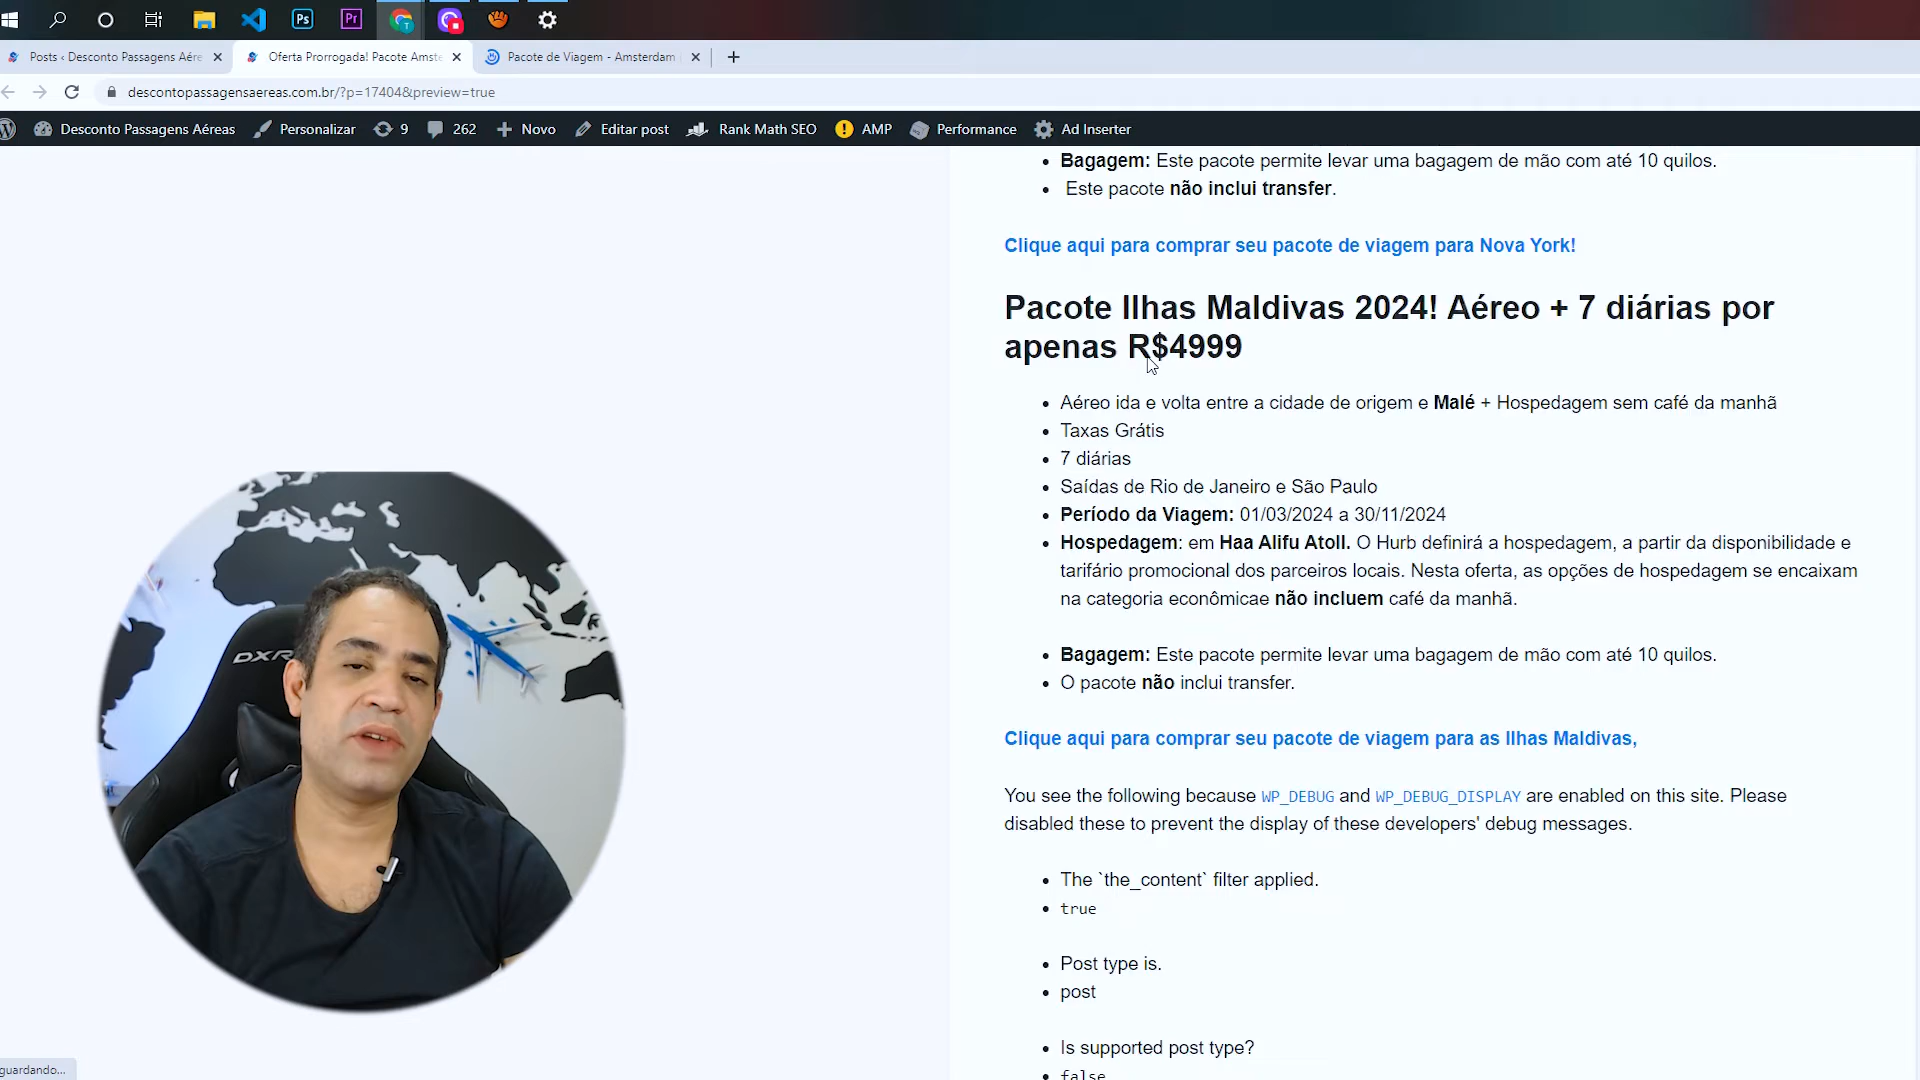 Posts ‹ Desconto Passagens Aére
Oferta Prorrogada! Pacote Amste
Pacote de Viagem - Amsterdam
descontopassagensaereas.com.br/?p=17404&preview=true
Desconto Passagens Aéreas
Personalizar
9
262
Novo
Editar post
Rank Math SEO
AMP
Performance
Ad Inserter
Ps
Pr
T
Bagagem: Este pacote permite levar uma bagagem de mão com até 10 quilos.
Este pacote não inclui transfer.
Clique aqui para comprar seu pacote de viagem para Nova York!
Pacote Ilhas Maldivas 2024! Aéreo + 7 diárias por
apenas R$4999
Aéreo ida e volta entre a cidade de origem e Malé + Hospedagem sem café da manhã
Taxas Grátis
7 diárias
Saídas de Rio de Janeiro e São Paulo
Período da Viagem: 01/03/2024 a 30/11/2024
Hospedagem: em Haa Alifu Atoll. O Hurb definirá a hospedagem, a partir da disponibilidade e
tarifário promocional dos parceiros locais. Nesta oferta, as opções de hospedagem se encaixam
na categoria econômicae não incluem café da manhã.
Bagagem: Este pacote permite levar uma bagagem de mão com até 10 quilos.
O pacote não inclui transfer.
Clique aqui para comprar seu pacote de viagem para as Ilhas Maldivas,
You see the following because WP_DEBUG and WP_DEBUG_DISPLAY are enabled on this site. Please
disabled these to prevent the display of these developers' debug messages.
The `the_content` filter applied.
true
Post type is.
post
Is supported post type?
false
DXR
guardando...